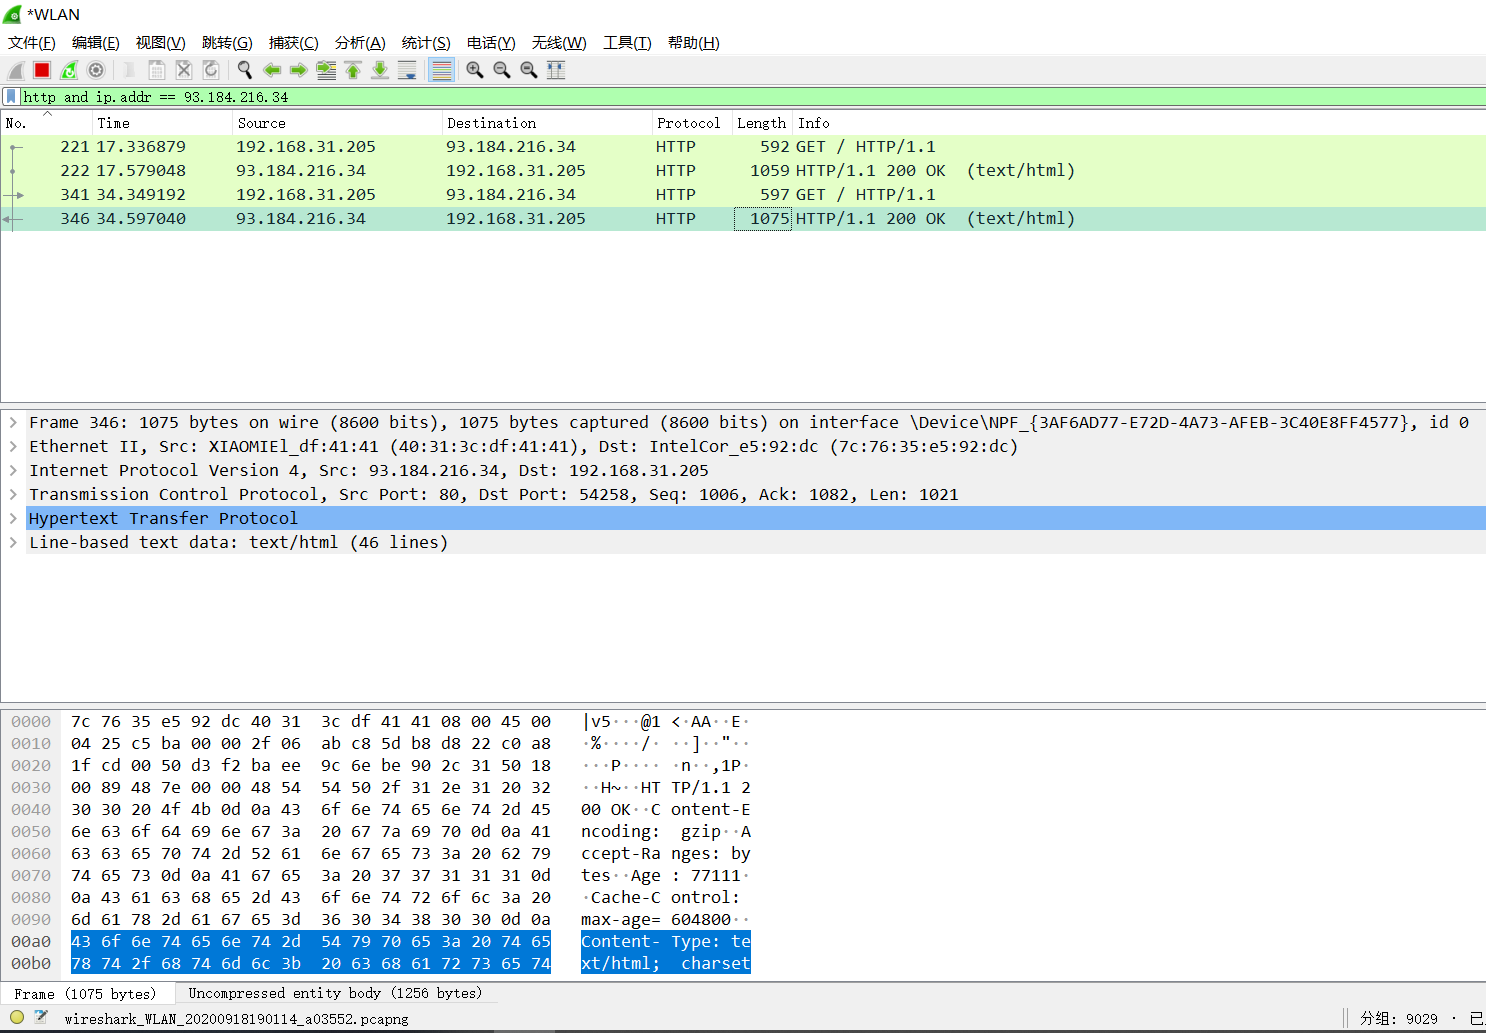 *WLAN
文件(F) 编辑(E) 视图(V) 跳转(G) 捕获(C) 分析(A) 统计(S) 电话(Y) 无线(W) 工具(T) 帮助(H)
http and ip.addr == 93.184.216.34
No. Time Source Destination Protocol Length Info
221 17.336879 192.168.31.205 93.184.216.34 HTTP 592 GET / HTTP/1.1
222 17.579048 93.184.216.34 192.168.31.205 HTTP 1059 HTTP/1.1 200 OK (text/html)
341 34.349192 192.168.31.205 93.184.216.34 HTTP 597 GET / HTTP/1.1
346 34.597040 93.184.216.34 192.168.31.205 HTTP 1075 HTTP/1.1 200 OK (text/html)
Frame 346: 1075 bytes on wire (8600 bits), 1075 bytes captured (8600 bits) on interface \Device\NPF_{3AF6AD77-E72D-4A73-AFEB-3C40E8FF4577}, id 0
Ethernet II, Src: XIAOMIEl_df:41:41 (40:31:3c:df:41:41), Dst: IntelCor_e5:92:dc (7c:76:35:e5:92:dc)
Internet Protocol Version 4, Src: 93.184.216.34, Dst: 192.168.31.205
Transmission Control Protocol, Src Port: 80, Dst Port: 54258, Seq: 1006, Ack: 1082, Len: 1021
Hypertext Transfer Protocol
Line-based text data: text/html (46 lines)
0000 7c 76 35 e5 92 dc 40 31 3c df 41 41 08 00 45 00 |v5···@1 <·AA··E·
0010 04 25 c5 ba 00 00 2f 06 ab c8 5d b8 d8 22 c0 a8 ·%····/· ··]··"··
0020 1f cd 00 50 d3 f2 ba ee 9c 6e be 90 2c 31 50 18 ···P···· ·n··,1P·
0030 00 89 48 7e 00 00 48 54 54 50 2f 31 2e 31 20 32 ··H~··HT TP/1.1 2
0040 30 30 20 4f 4b 0d 0a 43 6f 6e 74 65 6e 74 2d 45 00 OK··C ontent-E
0050 6e 63 6f 64 69 6e 67 3a 20 67 7a 69 70 0d 0a 41 ncoding: gzip··A
0060 63 63 65 70 74 2d 52 61 6e 67 65 73 3a 20 62 79 ccept-Ra nges: by
0070 74 65 73 0d 0a 41 67 65 3a 20 37 37 31 31 31 0d tes··Age : 77111·
0080 0a 43 61 63 68 65 2d 43 6f 6e 74 72 6f 6c 3a 20 ·Cache-C ontrol:
0090 6d 61 78 2d 61 67 65 3d 36 30 34 38 30 30 0d 0a max-age= 604800··
00a0 43 6f 6e 74 65 6e 74 2d 54 79 70 65 3a 20 74 65 Content- Type: te
00b0 78 74 2f 68 74 6d 6c 3b 20 63 68 61 72 73 65 74 xt/html; charset
Frame (1075 bytes) Uncompressed entity body (1256 bytes)
wireshark_WLAN_20200918190114_a03552.pcapng 分组: 9029 · 已